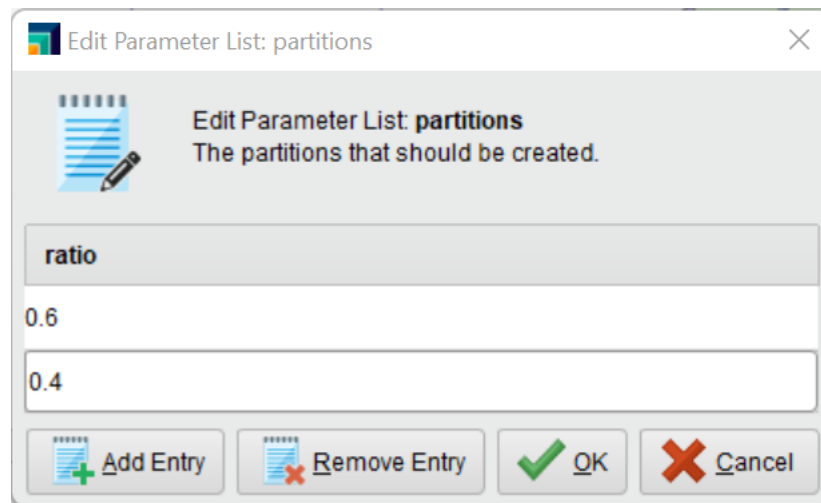 Edit Parameter List: partitions
Edit Parameter List: partitions
The partitions that should be created.
ratio
0.6
0.4
Add Entry Remove Entry OK Cancel